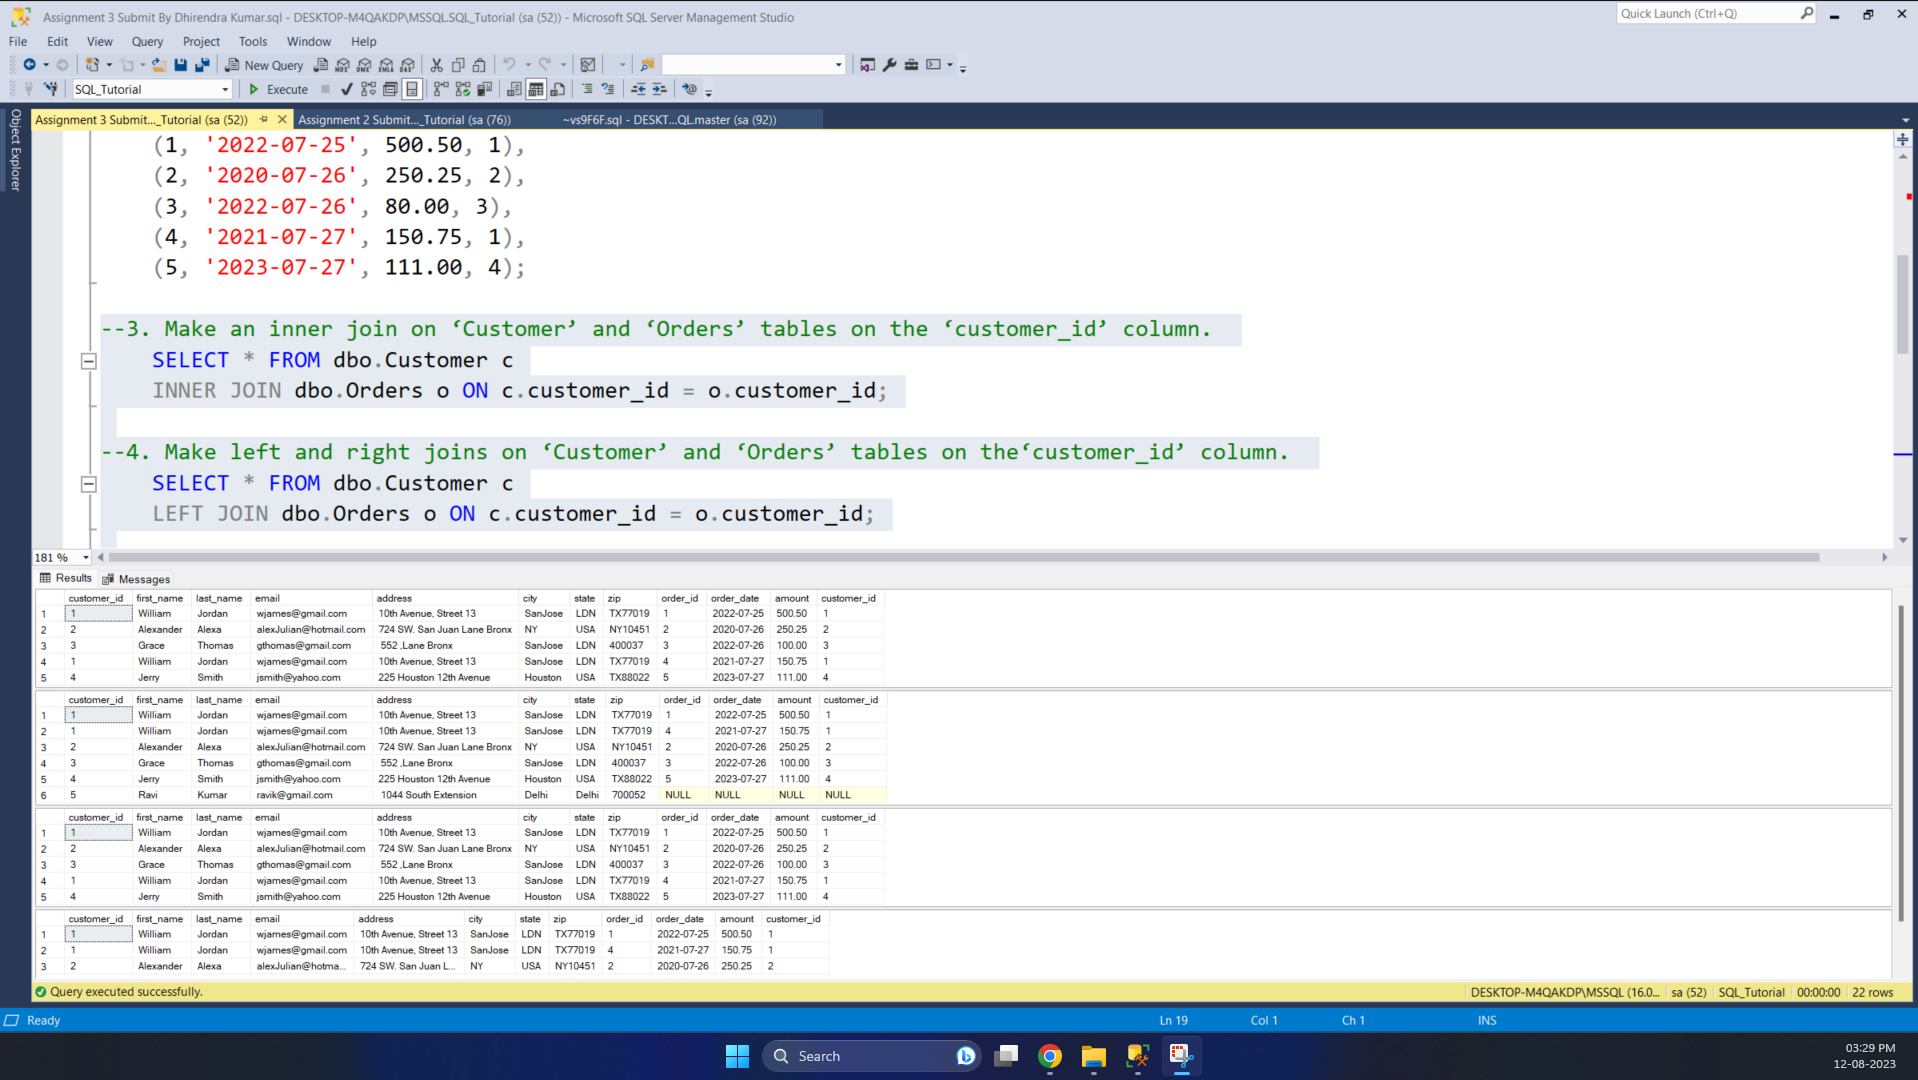 Assignment 3 Submit By Dhirendra Kumar.sql - DESKTOP-M4QAKDP\MSSQL.SQL_Tutorial (sa (52)) - Microsoft SQL Server Management Studio
Quick Launch (Ctrl+Q)
File Edit View Query Project Tools Window Help
New Query
SQL_Tutorial Execute
Object Explorer
Assignment 3 Submit..._Tutorial (sa (52)) Assignment 2 Submit..._Tutorial (sa (76)) ~vs9F6F.sql - DESKT...QL.master (sa (92))
(1, '2022-07-25', 500.50, 1),
(2, '2020-07-26', 250.25, 2),
(3, '2022-07-26', 80.00, 3),
(4, '2021-07-27', 150.75, 1),
(5, '2023-07-27', 111.00, 4);
--3. Make an inner join on ‘Customer’ and ‘Orders’ tables on the ‘customer_id’ column.
SELECT * FROM dbo.Customer c
INNER JOIN dbo.Orders o ON c.customer_id = o.customer_id;
--4. Make left and right joins on ‘Customer’ and ‘Orders’ tables on the‘customer_id’ column.
SELECT * FROM dbo.Customer c
LEFT JOIN dbo.Orders o ON c.customer_id = o.customer_id;
181 %
Results Messages
customer_id first_name last_name email address city state zip order_id order_date amount customer_id
1 1 William Jordan wjames@gmail.com 10th Avenue, Street 13 SanJose LDN TX77019 1 2022-07-25 500.50 1
2 2 Alexander Alexa alexJulian@hotmail.com 724 SW. San Juan Lane Bronx NY USA NY10451 2 2020-07-26 250.25 2
3 3 Grace Thomas gthomas@gmail.com 552 ,Lane Bronx SanJose LDN 400037 3 2022-07-26 100.00 3
4 1 William Jordan wjames@gmail.com 10th Avenue, Street 13 SanJose LDN TX77019 4 2021-07-27 150.75 1
5 4 Jerry Smith jsmith@yahoo.com 225 Houston 12th Avenue Houston USA TX88022 5 2023-07-27 111.00 4
customer_id first_name last_name email address city state zip order_id order_date amount customer_id
1 1 William Jordan wjames@gmail.com 10th Avenue, Street 13 SanJose LDN TX77019 1 2022-07-25 500.50 1
2 1 William Jordan wjames@gmail.com 10th Avenue, Street 13 SanJose LDN TX77019 4 2021-07-27 150.75 1
3 2 Alexander Alexa alexJulian@hotmail.com 724 SW. San Juan Lane Bronx NY USA NY10451 2 2020-07-26 250.25 2
4 3 Grace Thomas gthomas@gmail.com 552 ,Lane Bronx SanJose LDN 400037 3 2022-07-26 100.00 3
5 4 Jerry Smith jsmith@yahoo.com 225 Houston 12th Avenue Houston USA TX88022 5 2023-07-27 111.00 4
6 5 Ravi Kumar ravik@gmail.com 1044 South Extension Delhi Delhi 700052 NULL NULL NULL NULL
customer_id first_name last_name email address city state zip order_id order_date amount customer_id
1 1 William Jordan wjames@gmail.com 10th Avenue, Street 13 SanJose LDN TX77019 1 2022-07-25 500.50 1
2 2 Alexander Alexa alexJulian@hotmail.com 724 SW. San Juan Lane Bronx NY USA NY10451 2 2020-07-26 250.25 2
3 3 Grace Thomas gthomas@gmail.com 552 ,Lane Bronx SanJose LDN 400037 3 2022-07-26 100.00 3
4 1 William Jordan wjames@gmail.com 10th Avenue, Street 13 SanJose LDN TX77019 4 2021-07-27 150.75 1
5 4 Jerry Smith jsmith@yahoo.com 225 Houston 12th Avenue Houston USA TX88022 5 2023-07-27 111.00 4
customer_id first_name last_name email address city state zip order_id order_date amount customer_id
1 1 William Jordan wjames@gmail.com 10th Avenue, Street 13 SanJose LDN TX77019 1 2022-07-25 500.50 1
2 1 William Jordan wjames@gmail.com 10th Avenue, Street 13 SanJose LDN TX77019 4 2021-07-27 150.75 1
3 2 Alexander Alexa alexJulian@hotma... 724 SW. San Juan L... NY USA NY10451 2 2020-07-26 250.25 2
Query executed successfully. DESKTOP-M4QAKDP\MSSQL (16.0... sa (52) SQL_Tutorial 00:00:00 22 rows
Ready Ln 19 Col 1 Ch 1 INS
Search
03:29 PM
12-08-2023